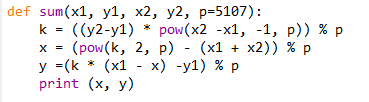 def sum(x1, y1, x2, y2, p=5107):
    k = ((y2-y1) * pow(x2 -x1, -1, p)) % p
    x = (pow(k, 2, p) - (x1 + x2)) % p
    y =(k * (x1 - x) -y1) % p
    print (x, y)